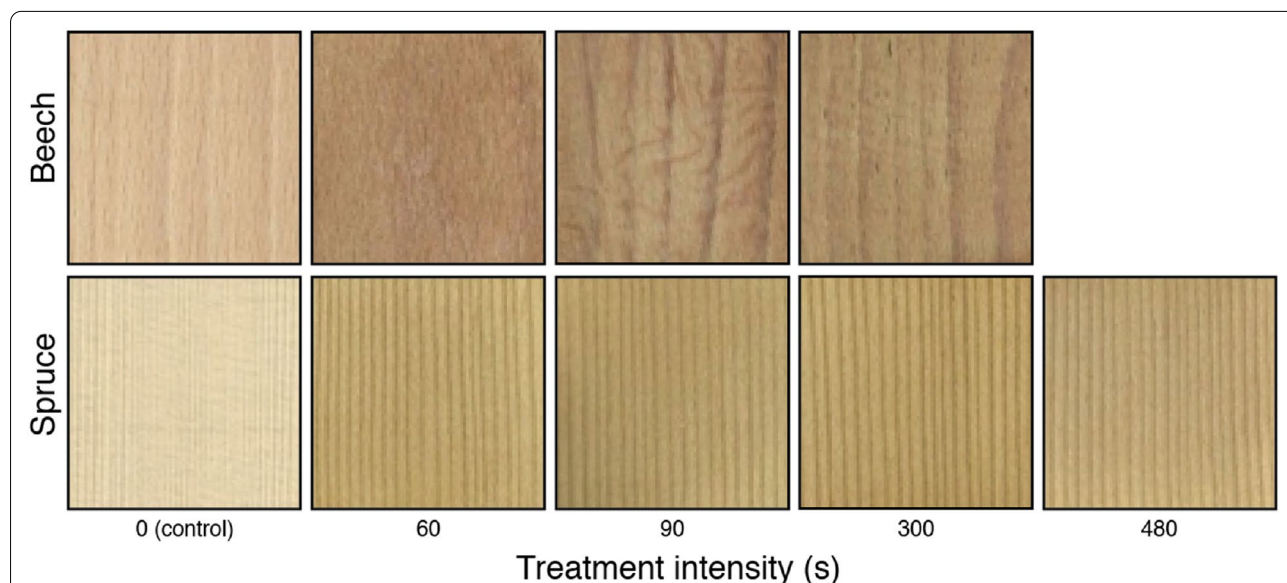 Beech
Spruce
0 (control)
60
90
300
480
Treatment intensity (s)